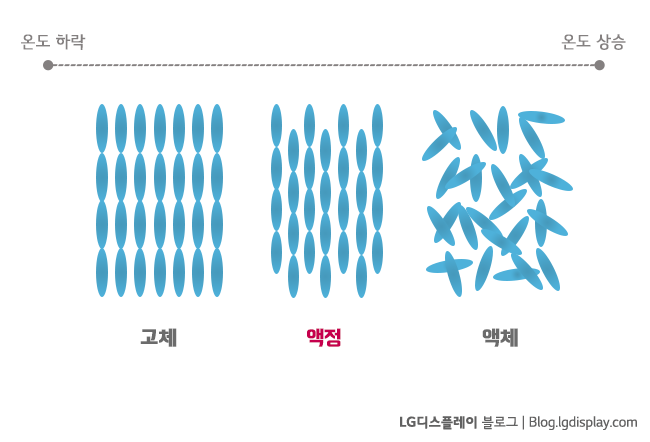 온도 하락
온도 상승
고체
액정
액체
LG디스플레이 블로그 | Blog.lgdisplay.com